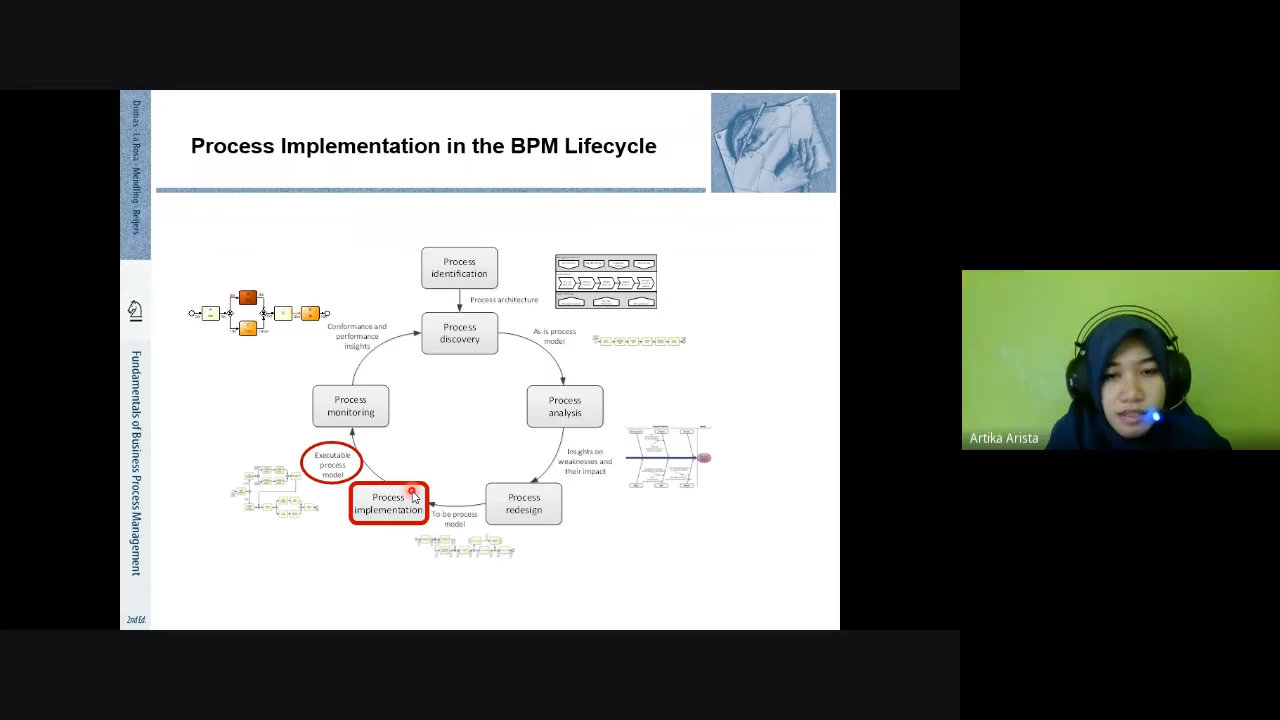 Dumas · La Rosa · Mendling · Reijers
Fundamentals of Business Process Management
2nd Ed.
Process Implementation in the BPM Lifecycle
Process
identification
Process architecture
Process
discovery
Conformance and
performance
insights
As-is process
model
Process
monitoring
Process
analysis
Executable
process
model
Insights on
weaknesses and
their impact
Process
implementation
To-be process
model
Process
redesign
Artika Arista